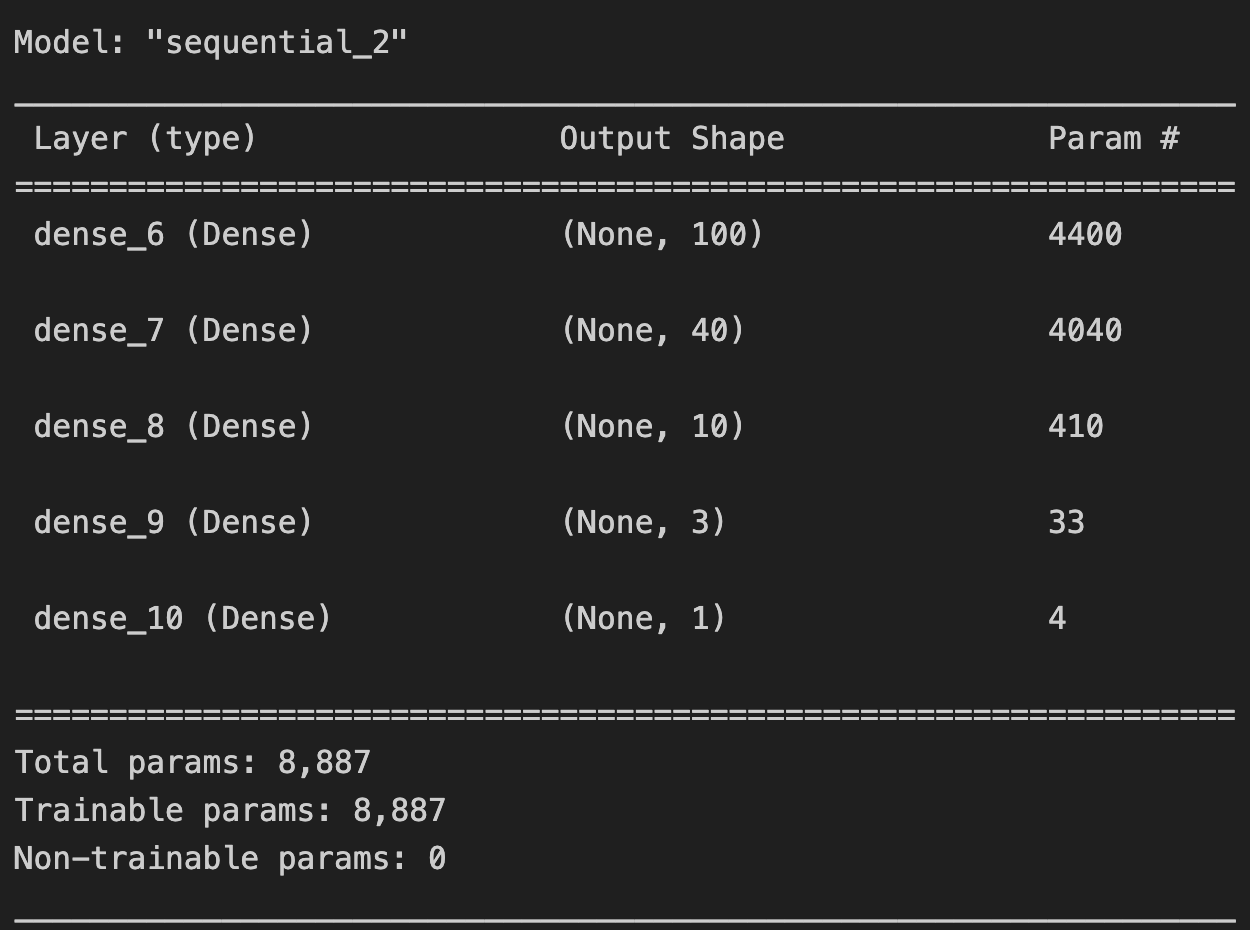 Model: "sequential_2"
_________________________________________________________________
Layer (type) Output Shape Param #
=================================================================
dense_6 (Dense) (None, 100) 4400
dense_7 (Dense) (None, 40) 4040
dense_8 (Dense) (None, 10) 410
dense_9 (Dense) (None, 3) 33
dense_10 (Dense) (None, 1) 4
=================================================================
Total params: 8,887
Trainable params: 8,887
Non-trainable params: 0
_________________________________________________________________